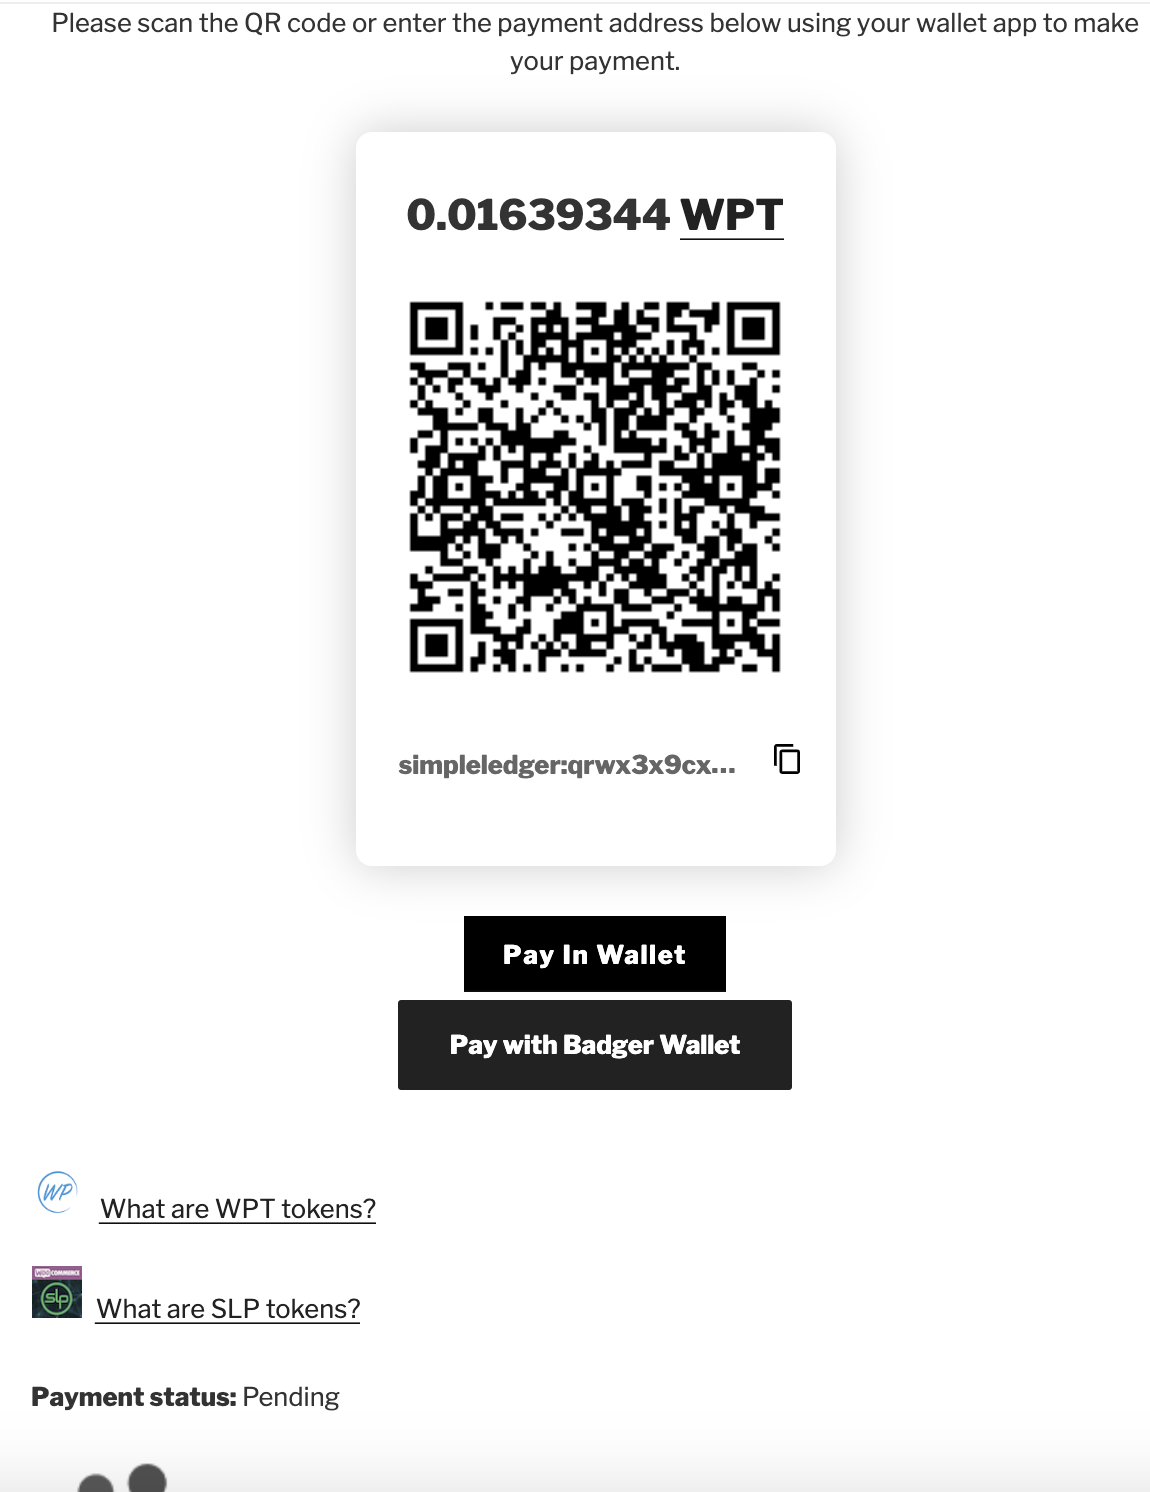 Please scan the QR code or enter the payment address below using your wallet app to make
your payment.
0.01639344 WPT
simpleledger:qrwx3x9cx...
Pay In Wallet
Pay with Badger Wallet
WP
What are WPT tokens?
WOO COMMERCE
slp
What are SLP tokens?
Payment status: Pending